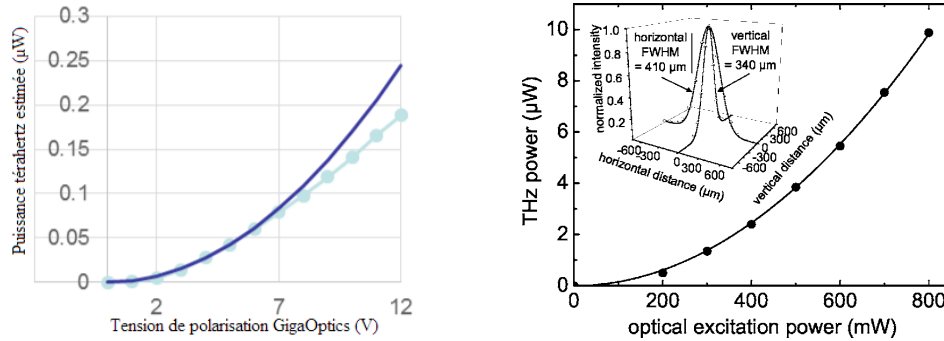 Puissance térahertz estimée (µW)
0.3
0.25
0.2
0.15
0.1
0.05
0
2
7
12
Tension de polarisation GigaOptics (V)
THz power (µW)
10
8
6
4
2
0
0
200
400
600
800
optical excitation power (mW)
normalized intensity
1.0
0.8
0.6
0.4
0.2
horizontal
FWHM
= 410 µm
vertical
FWHM
= 340 µm
-600
-300
0
300
600
horizontal distance (µm)
600
300
0
-300
-600
vertical distance (µm)